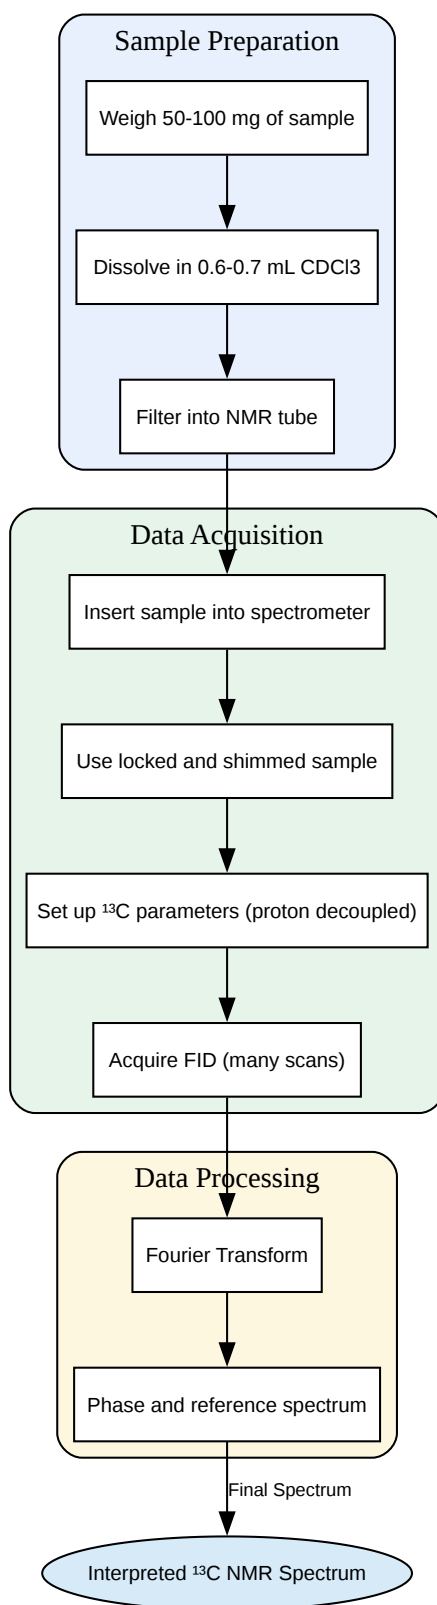 Sample Preparation
Weigh 50-100 mg of sample
Dissolve in 0.6-0.7 mL CDCl3
Filter into NMR tube
Data Acquisition
Insert sample into spectrometer
Use locked and shimmed sample
Set up ¹³C parameters (proton decoupled)
Acquire FID (many scans)
Data Processing
Fourier Transform
Phase and reference spectrum
Final Spectrum
Interpreted ¹³C NMR Spectrum